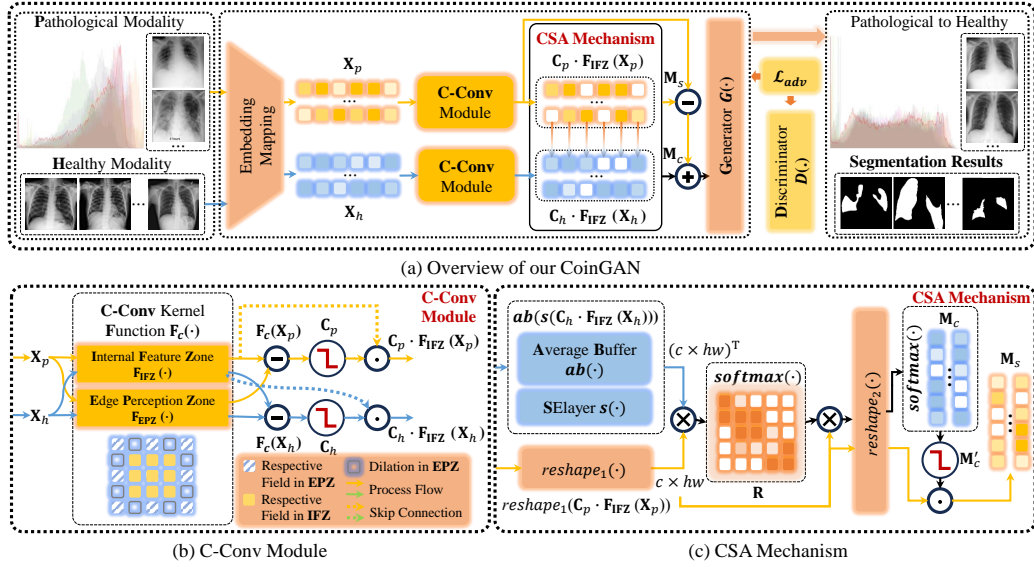 Pathological Modality
Healthy Modality
Embedding
Mapping
X_p
X_h
C-Conv
Module
C-Conv
Module
CSA Mechanism
C_p · F_IFZ (X_p)
...
...
C_h · F_IFZ (X_h)
M_s
M_c
Generator G(·)
ℒ_adv
Discriminator
D(·)
Pathological to Healthy
...
Segmentation Results
...
(a) Overview of our CoinGAN
C-Conv Kernel
Function F_c(·)
C-Conv
Module
X_p
X_h
Internal Feature Zone
F_IFZ (·)
Edge Perception Zone
F_EPZ (·)
F_c(X_p)
C_p
C_p · F_IFZ (X_p)
F_c(X_h)
C_h
C_h · F_IFZ (X_h)
Respective
Field in EPZ
Respective
Field in IFZ
Dilation in EPZ
Process Flow
Skip Connection
(b) C-Conv Module
CSA Mechanism
ab(s(C_h · F_IFZ (X_h)))
Average Buffer
ab(·)
SElayer s(·)
(c × hw)^T
reshape_1(·)
c × hw
reshape_1(C_p · F_IFZ (X_p))
softmax(·)
R
reshape_2(·)
softmax(·)
M_c
M_s
M'_c
(c) CSA Mechanism